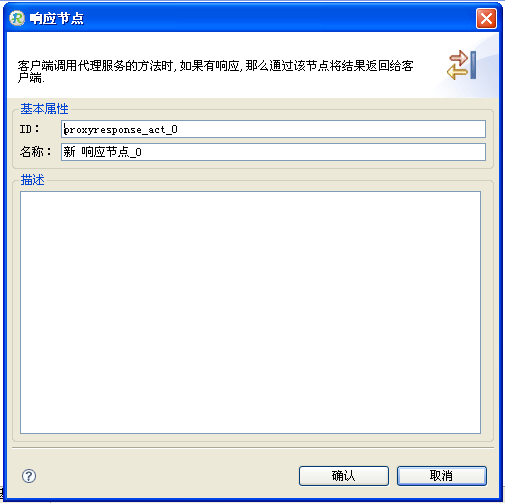 响应节点
客户端调用代理服务的方法时,如果有响应,那么通过该节点将结果返回给客
户端.
基本属性
ID： proxyresponse_act_0
名称： 新 响应节点_0
描述
确认 取消